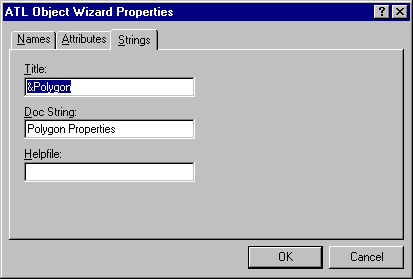 ATL Object Wizard Properties
Names Attributes Strings
Title:
&Polygon
Doc String:
Polygon Properties
Helpfile:
OK Cancel